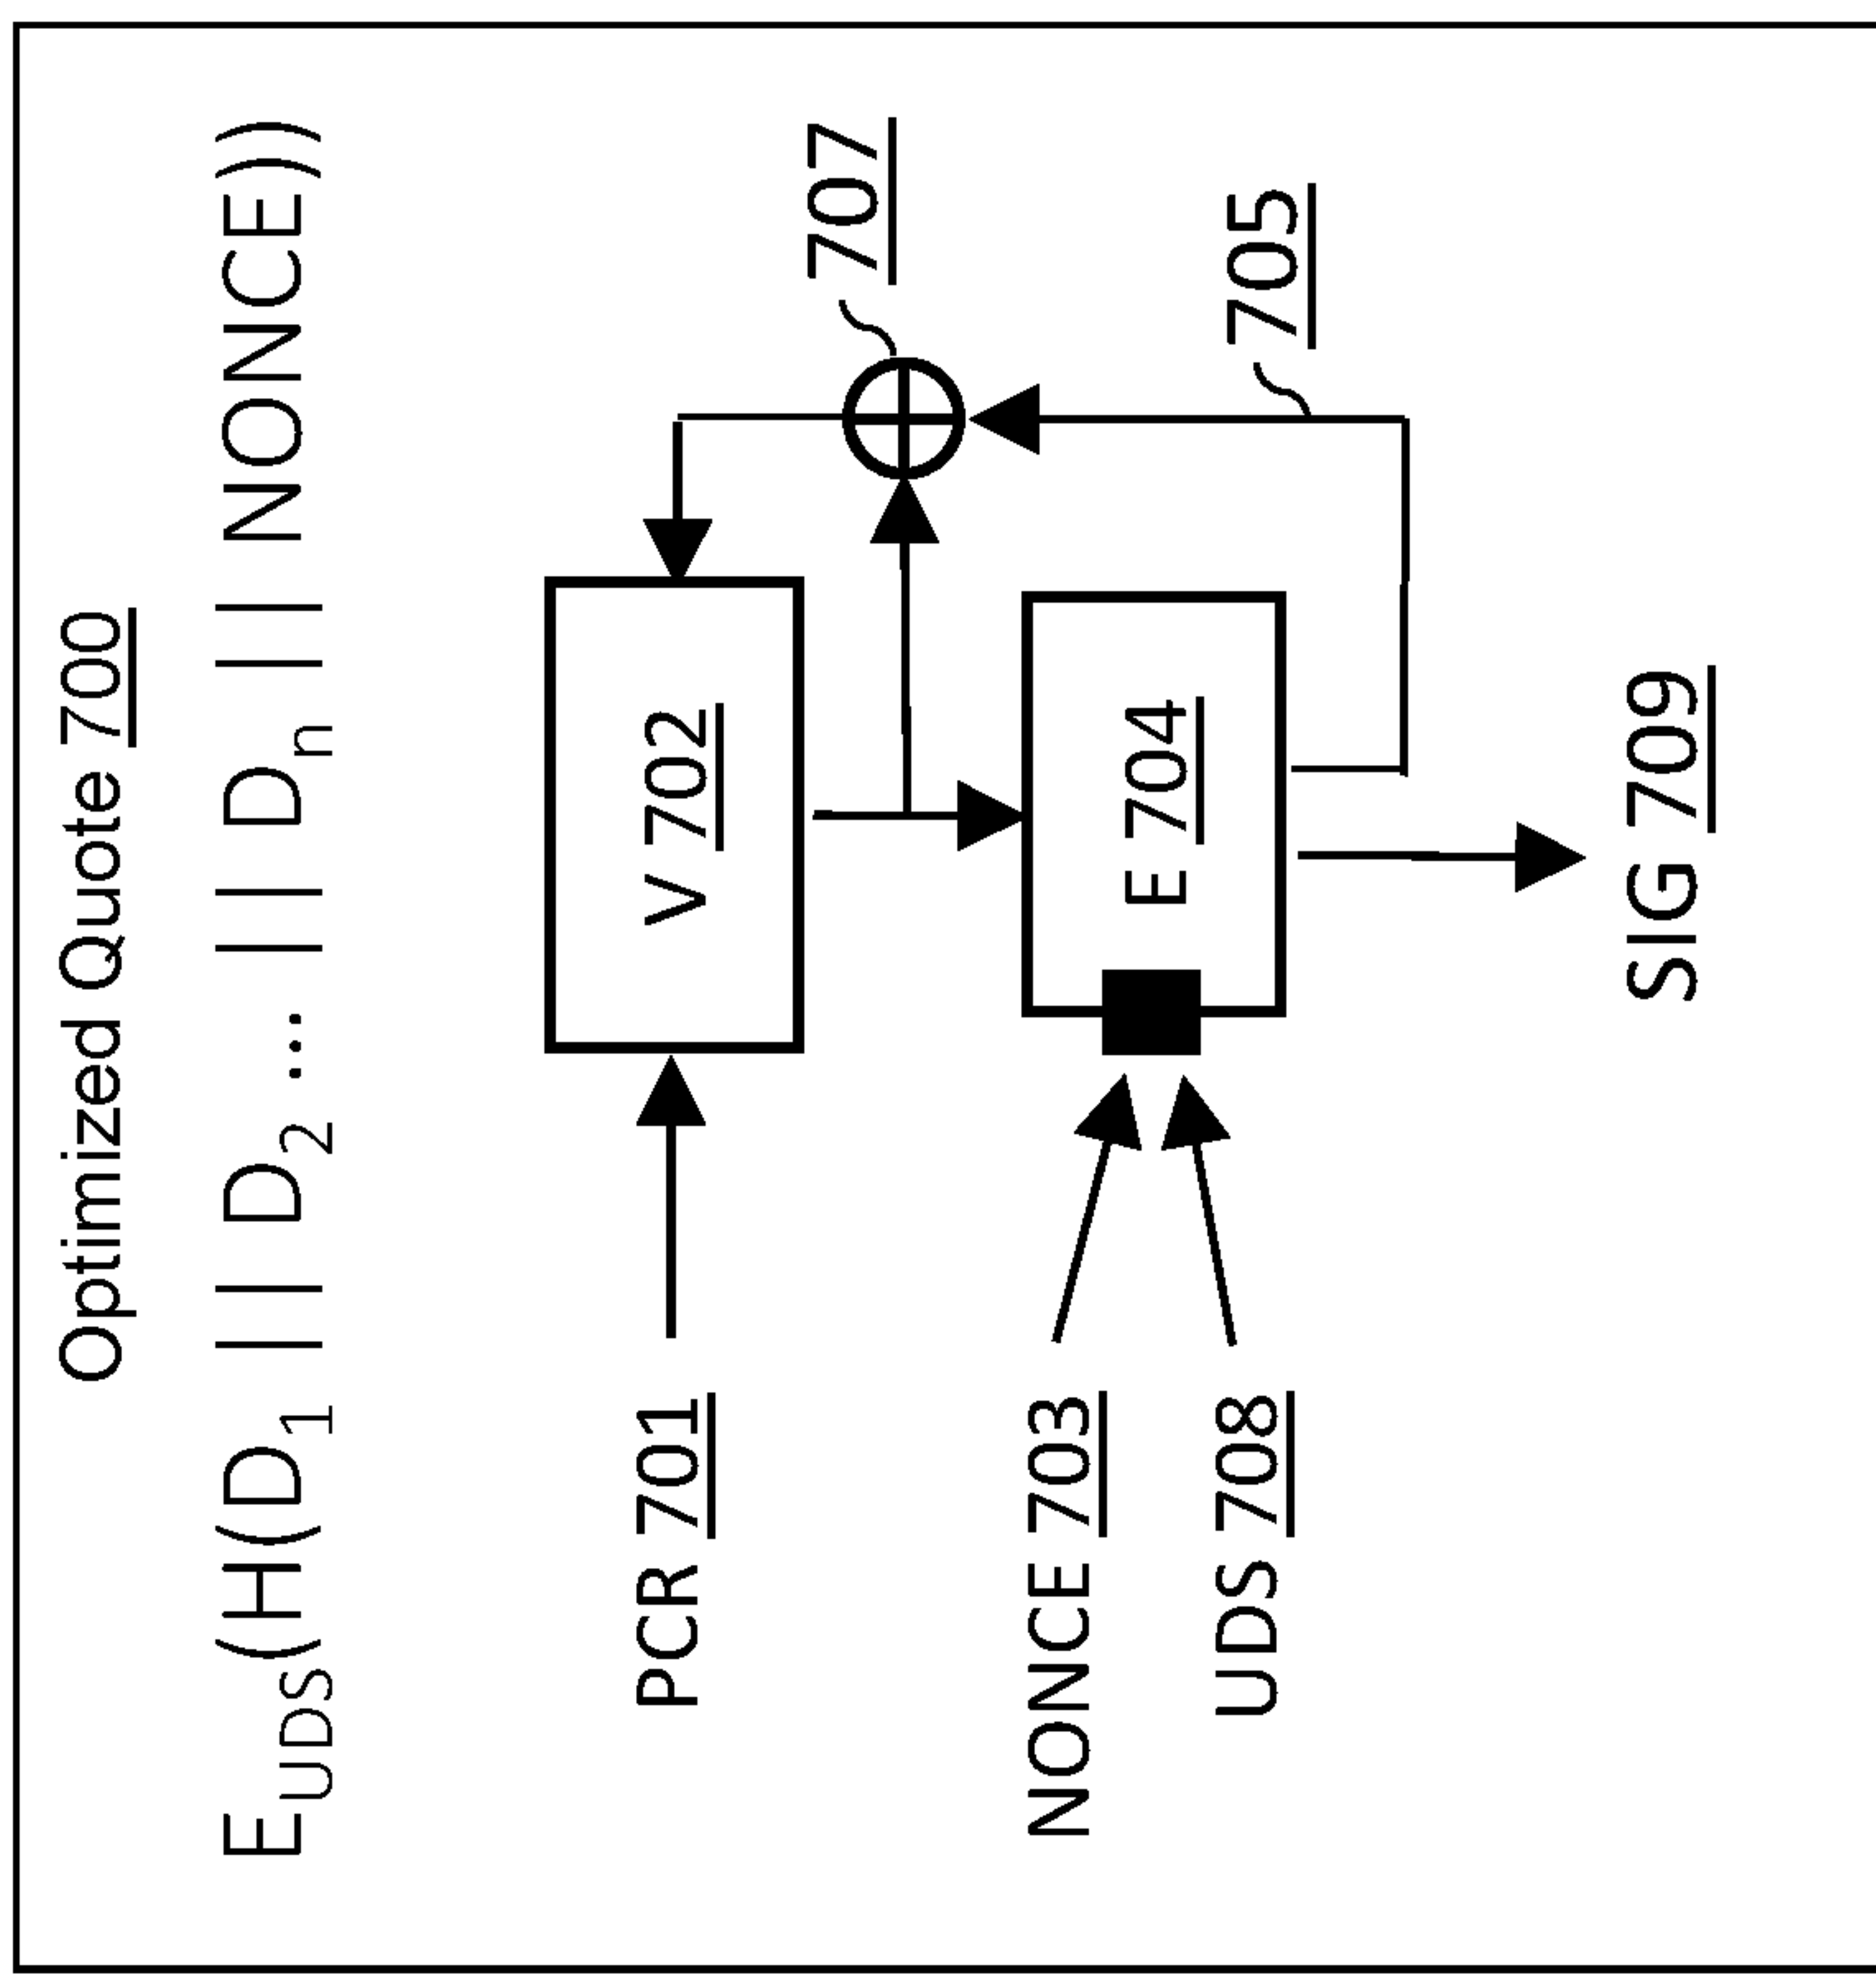 Optimized Quote 700
E_UDS(H(D_1 || D_2 ... || D_n || NONCE))
707
PCR 701
V 702
705
NONCE 703
E 704
UDS 708
SIG 709